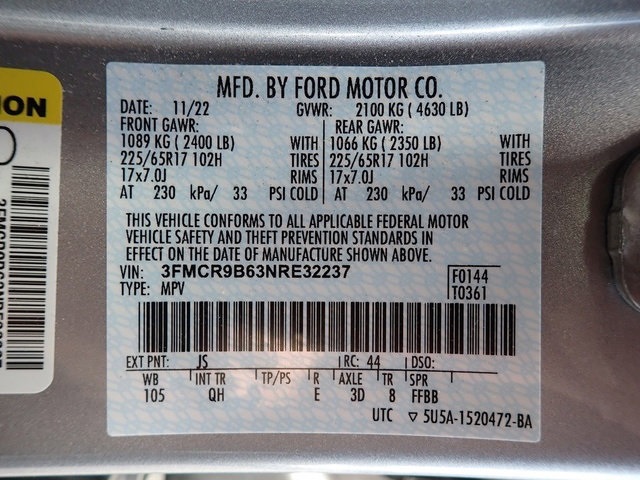 MFD. BY FORD MOTOR CO.
DATE: 11/22 GVWR: 2100 KG ( 4630 LB)
FRONT GAWR: REAR GAWR:
1089 KG ( 2400 LB) WITH 1066 KG ( 2350 LB) WITH
225/65R17 102H TIRES 225/65R17 102H TIRES
17x7.0J RIMS 17x7.0J RIMS
AT 230 kPa/ 33 PSI COLD AT 230 kPa/ 33 PSI COLD
THIS VEHICLE CONFORMS TO ALL APPLICABLE FEDERAL MOTOR
VEHICLE SAFETY AND THEFT PREVENTION STANDARDS IN
EFFECT ON THE DATE OF MANUFACTURE SHOWN ABOVE.
VIN: 3FMCR9B63NRE32237 F0144
TYPE: MPV T0361
EXT PNT: JS RC: 44 DSO:
WB INT TR TP/PS R AXLE TR SPR
105 QH E 3D 8 FFBB
UTC ▽ 5U5A-1520472-BA
ION